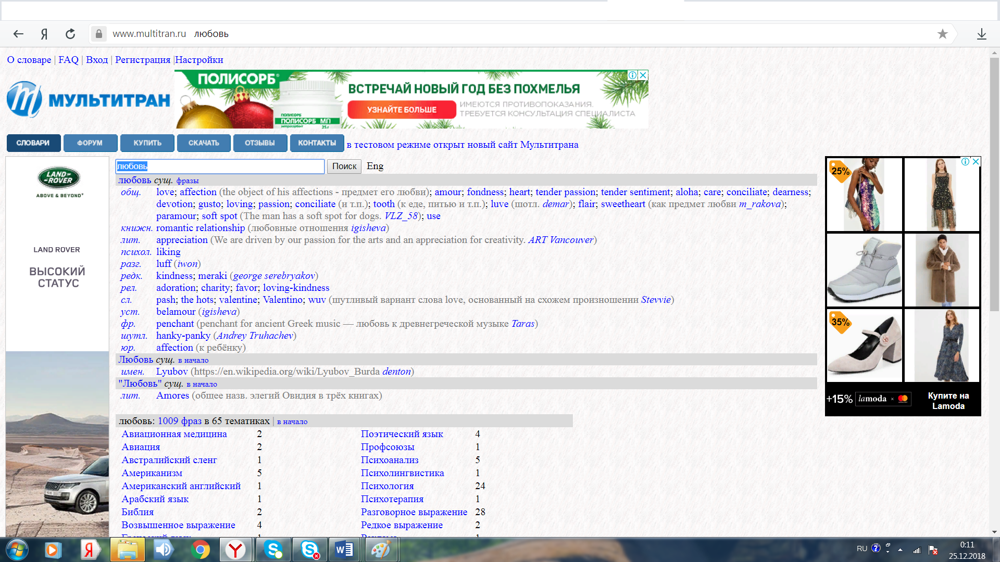 www.multitran.ru любовь
О словаре | FAQ | Вход | Регистрация |Настройки
МУЛЬТИТРАН
ПОЛИСОРБ®
ПОЛИСОРБ
ПОЛИСОРБ МП
энтеросорбент
25 г
ВСТРЕЧАЙ НОВЫЙ ГОД БЕЗ ПОХМЕЛЬЯ
УЗНАЙТЕ БОЛЬШЕ
ИМЕЮТСЯ ПРОТИВОПОКАЗАНИЯ.
ТРЕБУЕТСЯ КОНСУЛЬТАЦИЯ СПЕЦИАЛИСТА
СЛОВАРИ ФОРУМ КУПИТЬ СКАЧАТЬ ОТЗЫВЫ КОНТАКТЫ в тестовом режиме открыт новый сайт Мультитрана
LAND-
-ROVER
ABOVE & BEYOND
LAND ROVER
ВЫСОКИЙ
СТАТУС
любовь Поиск Eng
любовь сущ. фразы
общ. love; affection (the object of his affections - предмет его любви); amour; fondness; heart; tender passion; tender sentiment; aloha; care; conciliate; dearness;
devotion; gusto; loving; passion; conciliate (и т.п.); tooth (к еде, питью и т.п.); luve (шотл. demar); flair; sweetheart (как предмет любви m_rakova);
paramour; soft spot (The man has a soft spot for dogs. VLZ_58); use
книжн. romantic relationship (любовные отношения igisheva)
лит. appreciation (We are driven by our passion for the arts and an appreciation for creativity. ART Vancouver)
психол. liking
разг. luff (iwon)
редк. kindness; meraki (george serebryakov)
рел. adoration; charity; favor; loving-kindness
сл. pash; the hots; valentine; Valentino; wuv (шутливый вариант слова love, основанный на схожем произношении Stevvie)
уст. belamour (igisheva)
фр. penchant (penchant for ancient Greek music — любовь к древнегреческой музыке Taras)
шутл. hanky-panky (Andrey Truhachev)
юр. affection (к ребёнку)
Любовь сущ. в начало
имен. Lyubov (https://en.wikipedia.org/wiki/Lyubov_Burda denton)
"Любовь" сущ. в начало
лит. Amores (общее назв. элегий Овидия в трёх книгах)
любовь: 1009 фраз в 65 тематиках | в начало
Авиационная медицина 2 Поэтический язык 4
Авиация 2 Профсоюзы 1
Австралийский сленг 1 Психоанализ 5
Американизм 5 Психолингвистика 1
Американский английский 1 Психология 24
Арабский язык 1 Психотерапия 1
Библия 2 Разговорное выражение 28
Возвышенное выражение 4 Редкое выражение 2
25%
35%
+15% lamoda × Купите на
Lamoda
RU
0:11
25.12.2018